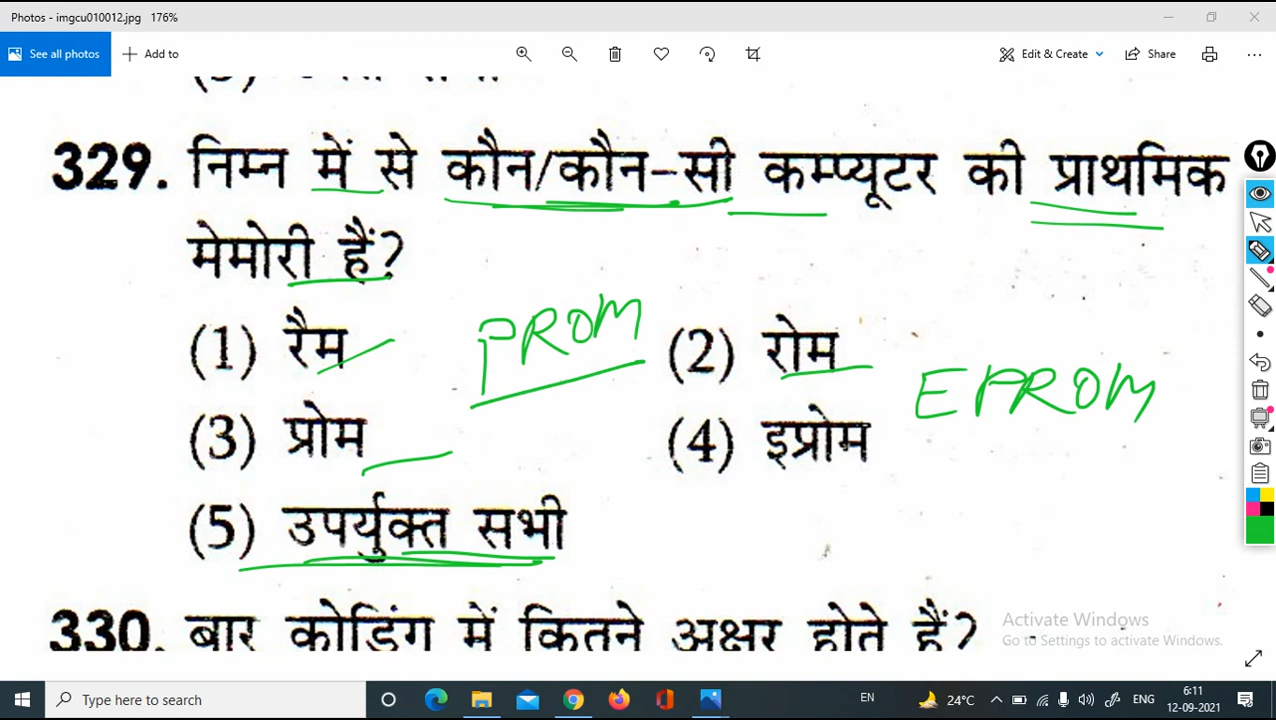 Photos - imgcu010012.jpg 176%
See all photos
Add to
Edit & Create
Share
329. निम्न में से कौन/कौन-सी कम्प्यूटर की प्राथमिक
मेमोरी हैं?
(1) रैम
PROM
(2) रोम
EPROM
(3) प्रोम
(4) इप्रोम
(5) उपर्युक्त सभी
330. बार कोडिंग में कितने अक्षर होते हैं?
Activate Windows
Go to Settings to activate Windows.
Type here to search
EN
24°C
ENG
6:11
12-09-2021